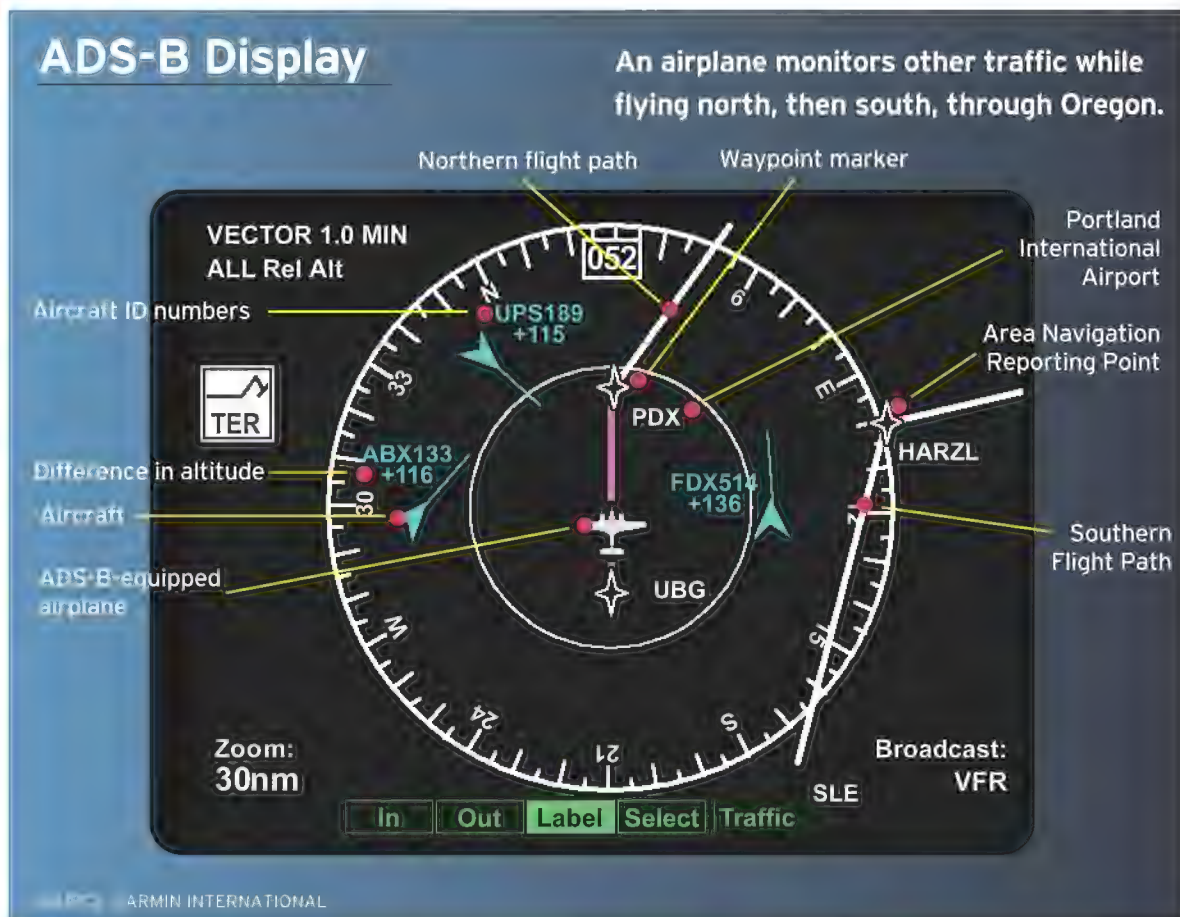 ADS-B Display
An airplane monitors other traffic while
flying north, then south, through Oregon.
Northern flight path
Waypoint marker
Portland
International
Airport
Area Navigation
Reporting Point
Southern
Flight Path
Aircraft ID numbers
Difference in altitude
Aircraft
ADS-B-equipped
airplane
VECTOR 1.0 MIN
ALL Rel Alt
052
N
UPS189
+115
6
33
E
TER
PDX
HARZL
ABX133
+116
FDX514
+136
30
12
UBG
15
W
24
S
21
Zoom:
30nm
Broadcast:
VFR
SLE
In
Out
Label
Select
Traffic
ARMIN INTERNATIONAL